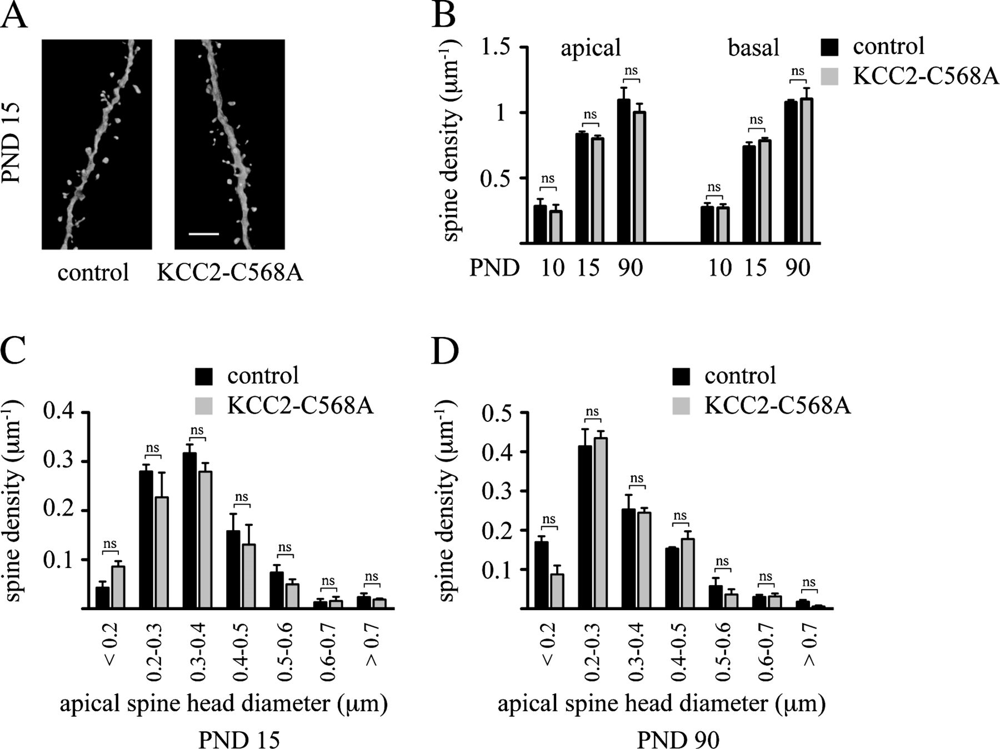 A
PND 15
control
KCC2-C568A
B
spine density (µm⁻¹)
1.5
1
0.5
apical
basal
control
KCC2-C568A
ns
ns
ns
ns
ns
ns
PND 10 15 90 10 15 90
C
control
KCC2-C568A
spine density (µm⁻¹)
0.4
0.3
0.2
0.1
ns
ns
ns
ns
ns
ns
ns
< 0.2
0.2-0.3
0.3-0.4
0.4-0.5
0.5-0.6
0.6-0.7
> 0.7
apical spine head diameter (µm)
PND 15
D
control
KCC2-C568A
spine density (µm⁻¹)
0.5
0.4
0.3
0.2
0.1
ns
ns
ns
ns
ns
ns
ns
< 0.2
0.2-0.3
0.3-0.4
0.4-0.5
0.5-0.6
0.6-0.7
> 0.7
apical spine head diameter (µm)
PND 90